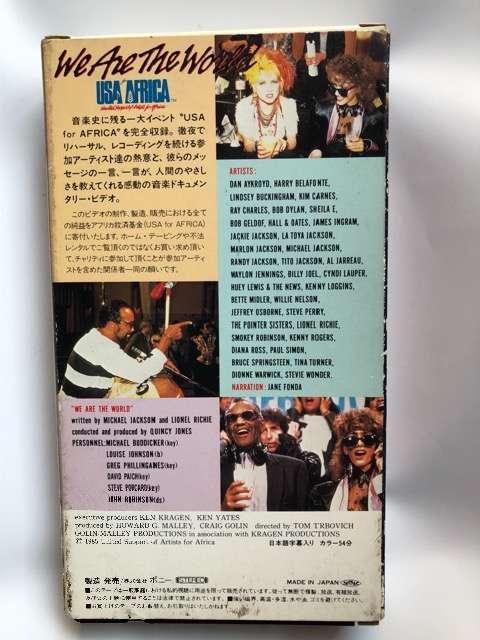 We Are The World
USA for AFRICA
United Support of Artists for Africa
音楽史に残る一大イベント“USA
for AFRICA”を完全収録。徹夜で
リハーサル、レコーディングを続ける参
加アーティスト達の熱意と、彼らのメッ
セージの一言、一言が、人間のやさし
さを教えてくれる感動の音楽ドキュメン
タリー・ビデオ。
このビデオの制作、製造、販売における全て
の純益をアフリカ救済基金(USA for AFRICA)
に寄付いたします。ホーム・テーピングや不法
レンタルでご覧頂くのではなくお買い求め頂い
て、チャリティに参加して頂くことが参加アーティ
ストを含めた関係者一同の願いです。
ARTISTS:
DAN AYKROYD, HARRY BELAFONTE,
LINDSEY BUCKINGHAM, KIM CARNES,
RAY CHARLES, BOB DYLAN, SHEILA E,
BOB GELDOF, HALL & OATES, JAMES INGRAM,
JACKIE JACKSON, LA TOYA JACKSON,
MARLON JACKSON, MICHAEL JACKSON,
RANDY JACKSON, TITO JACKSON, AL JARREAU,
WAYLON JENNINGS, BILLY JOEL, CYNDI LAUPER,
HUEY LEWIS & THE NEWS, KENNY LOGGINS,
BETTE MIDLER, WILLIE NELSON,
JEFFREY OSBORNE, STEVE PERRY,
THE POINTER SISTERS, LIONEL RICHIE,
SMOKEY ROBINSON, KENNY ROGERS,
DIANA ROSS, PAUL SIMON,
BRUCE SPRINGSTEEN, TINA TURNER,
DIONNE WARWICK, STEVIE WONDER.
NARRATION: JANE FONDA
"WE ARE THE WORLD"
written by MICHAEL JACKSOM and LIONEL RICHIE
conducted and produced by QUINCY JONES
PERSONNEL:MICHAEL BODDICKER(key)
LOUISE JOHNSON(b)
GREG PHILLINGAINES(key)
DAVID PAICH(key)
STEVE PORCARO(key)
JOHN ROBINSON(ds)
executive producers KEN KRAGEN, KEN YATES
produced by HOWARD G. MALLEY, CRAIG GOLIN directed by TOM TRBOVICH
GOLIN-MALLEY PRODUCTIONS in association with KRAGEN PRODUCTIONS
© 1985 United Support of Artists for Africa
日本語字幕入り カラー54分
製造 発売／株式会社 ポニー
MADE IN JAPAN